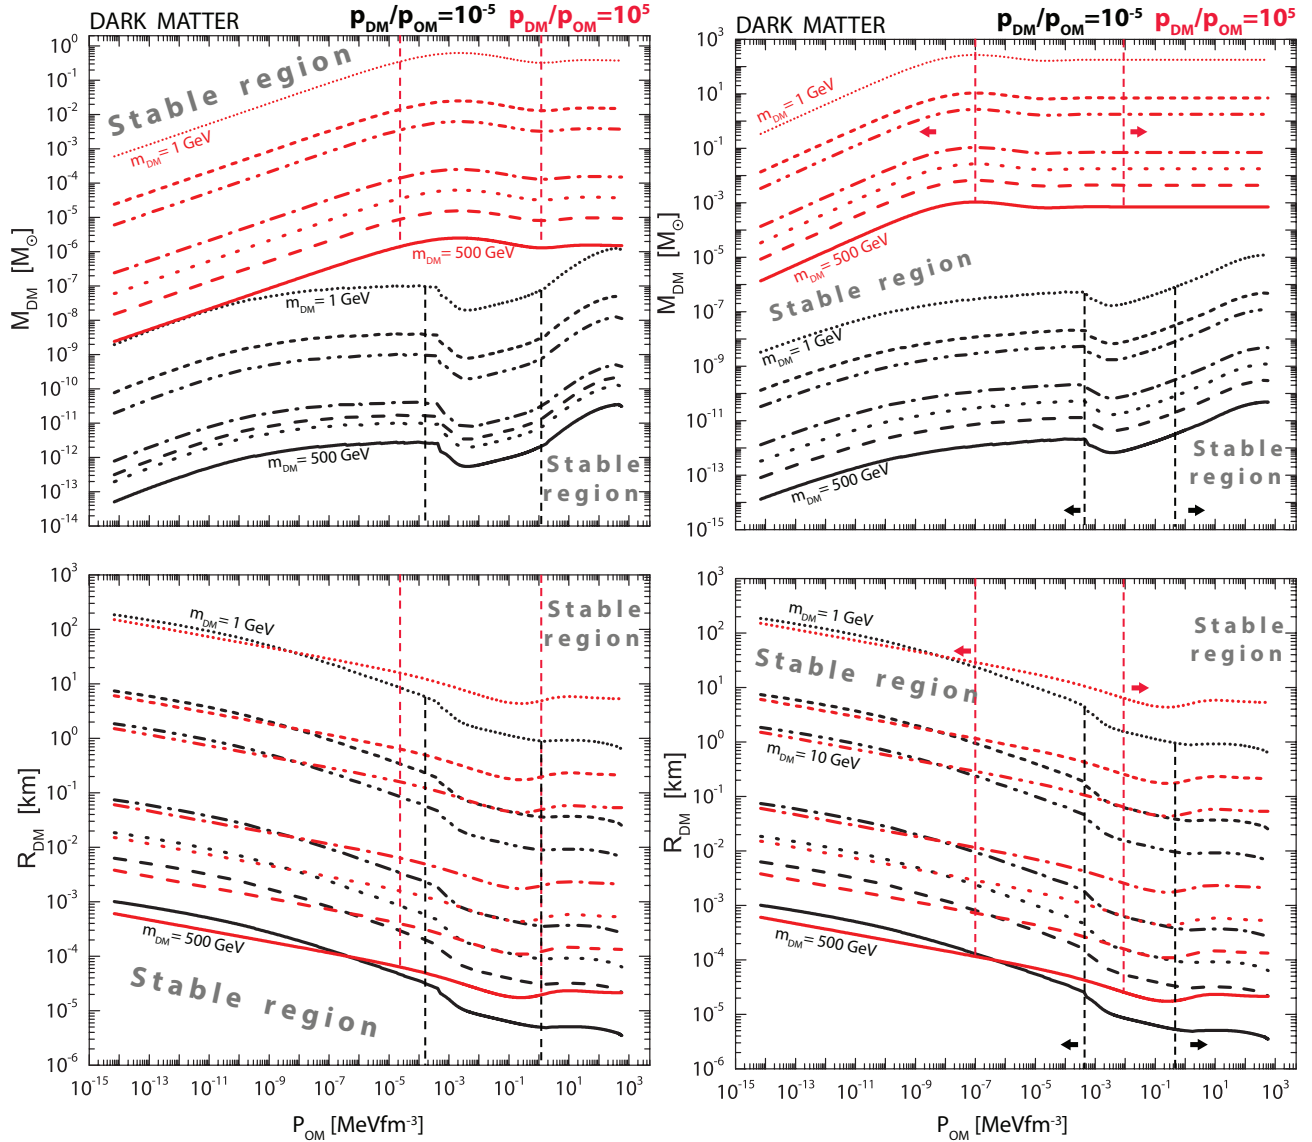 DARK MATTER
p_DM/p_OM=10^-5
p_DM/p_OM=10^5
10^0
10^-1
10^-2
10^-3
10^-4
10^-5
10^-6
10^-7
10^-8
10^-9
10^-10
10^-11
10^-12
10^-13
10^-14
M_DM [M_⊙]
Stable region
m_DM= 1 GeV
m_DM= 500 GeV
m_DM= 1 GeV
m_DM= 500 GeV
Stable
region
DARK MATTER
p_DM/p_OM=10^-5
p_DM/p_OM=10^5
10^3
10^1
10^-1
10^-3
10^-5
10^-7
10^-9
10^-11
10^-13
10^-15
M_DM [M_⊙]
m_DM= 1 GeV
m_DM= 500 GeV
Stable region
m_DM= 1 GeV
m_DM= 500 GeV
Stable
region
10^3
10^2
10^1
10^0
10^-1
10^-2
10^-3
10^-4
10^-5
10^-6
R_DM [km]
m_DM= 1 GeV
Stable
region
m_DM= 500 GeV
Stable region
10^-15
10^-13
10^-11
10^-9
10^-7
10^-5
10^-3
10^-1
10^1
10^3
P_OM [MeVfm^-3]
10^3
10^2
10^1
10^0
10^-1
10^-2
10^-3
10^-4
10^-5
10^-6
R_DM [km]
m_DM= 1 GeV
Stable region
Stable
region
m_DM= 10 GeV
m_DM= 500 GeV
10^-15
10^-13
10^-11
10^-9
10^-7
10^-5
10^-3
10^-1
10^1
10^3
P_OM [MeVfm^-3]